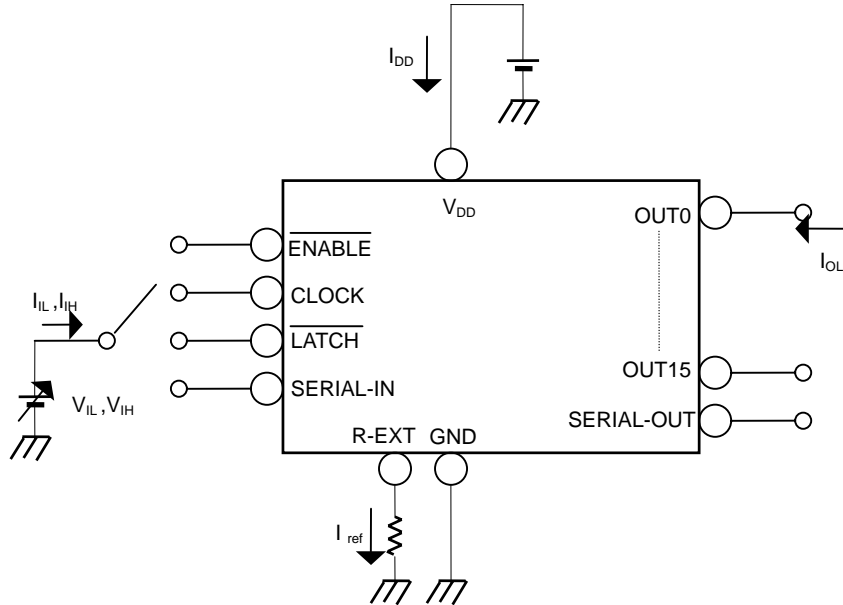 I_DD
V_DD
OUT0
ENABLE
I_OL
CLOCK
I_IL ,I_IH
LATCH
OUT15
SERIAL-IN
V_IL ,V_IH
SERIAL-OUT
R-EXT GND
I_ref